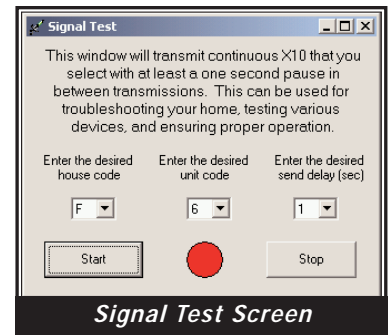 Signal Test
This window will transmit continuous X10 that you
select with at least a one second pause in
between transmissions. This can be used for
troubleshooting your home, testing various
devices, and ensuring proper operation.
Enter the desired house code
Enter the desired unit code
Enter the desired send delay (sec)
F
6
1
Start
Stop
Signal Test Screen